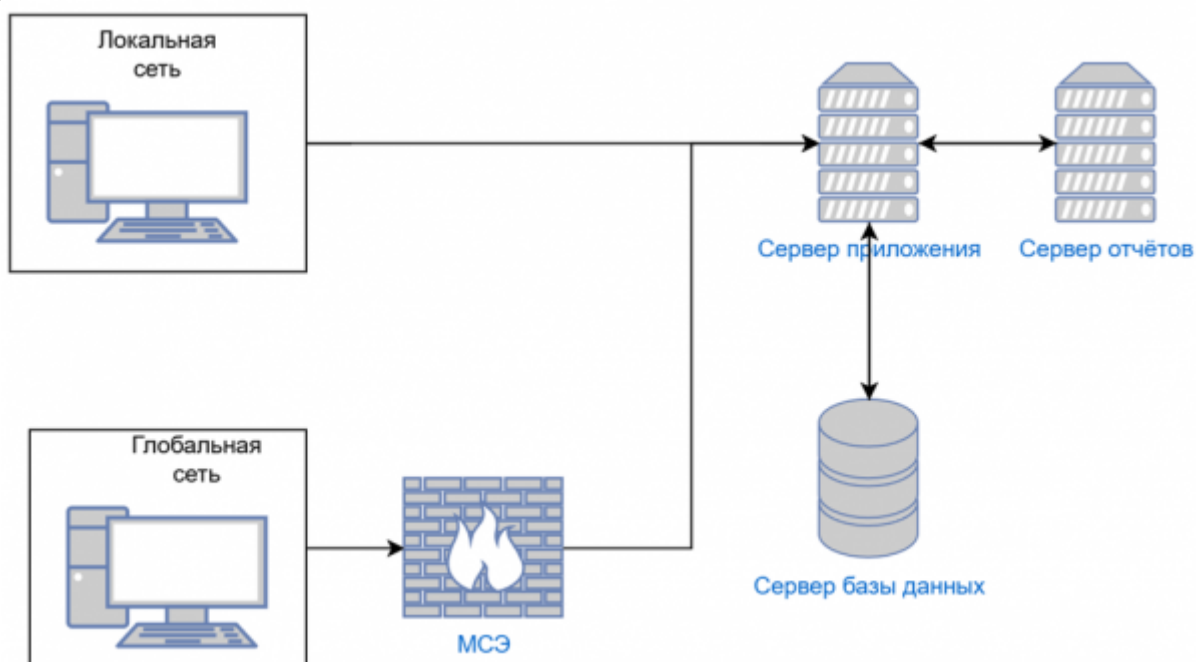 Локальная
сеть
Сервер приложения
Сервер отчётов
Глобальная
сеть
Сервер базы данных
МСЭ